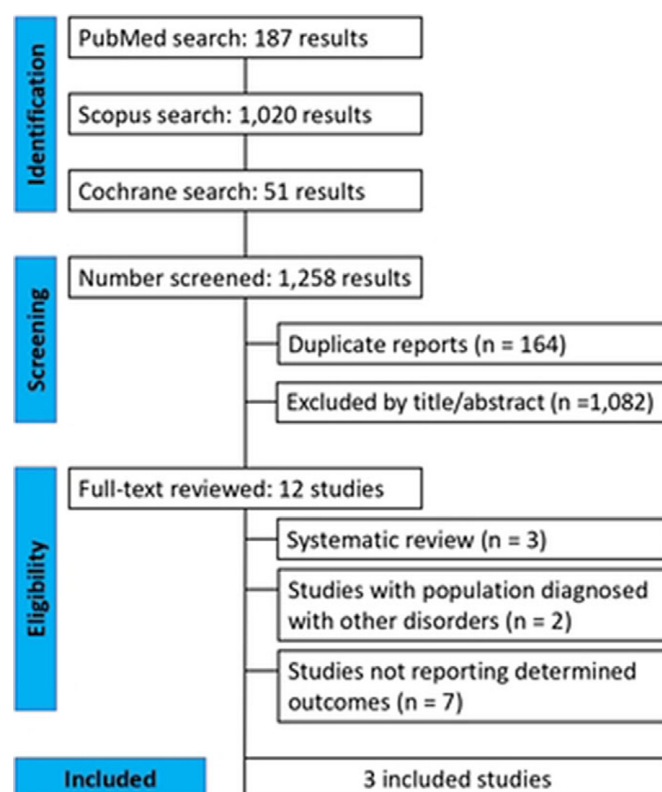 Identification
PubMed search: 187 results
Scopus search: 1,020 results
Cochrane search: 51 results
Screening
Number screened: 1,258 results
Duplicate reports (n = 164)
Excluded by title/abstract (n =1,082)
Eligibility
Full-text reviewed: 12 studies
Systematic review (n = 3)
Studies with population diagnosed
with other disorders (n = 2)
Studies not reporting determined
outcomes (n = 7)
Included
3 included studies